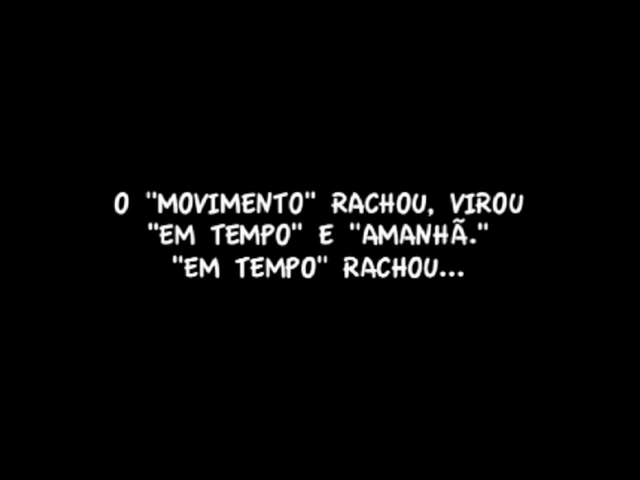 O "MOVIMENTO" RACHOU, VIROU
"EM TEMPO" E "AMANHÃ."
"EM TEMPO" RACHOU...